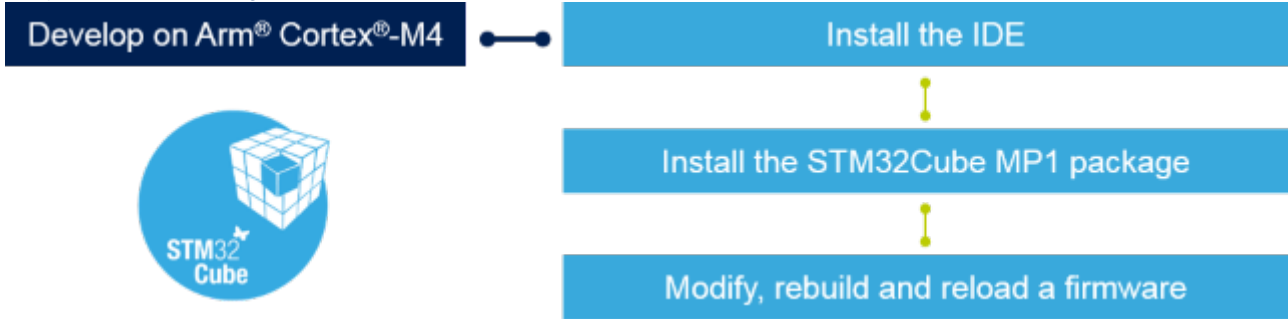 Develop on Arm® Cortex®-M4
Install the IDE
Install the STM32Cube MP1 package
STM32
Cube
Modify, rebuild and reload a firmware